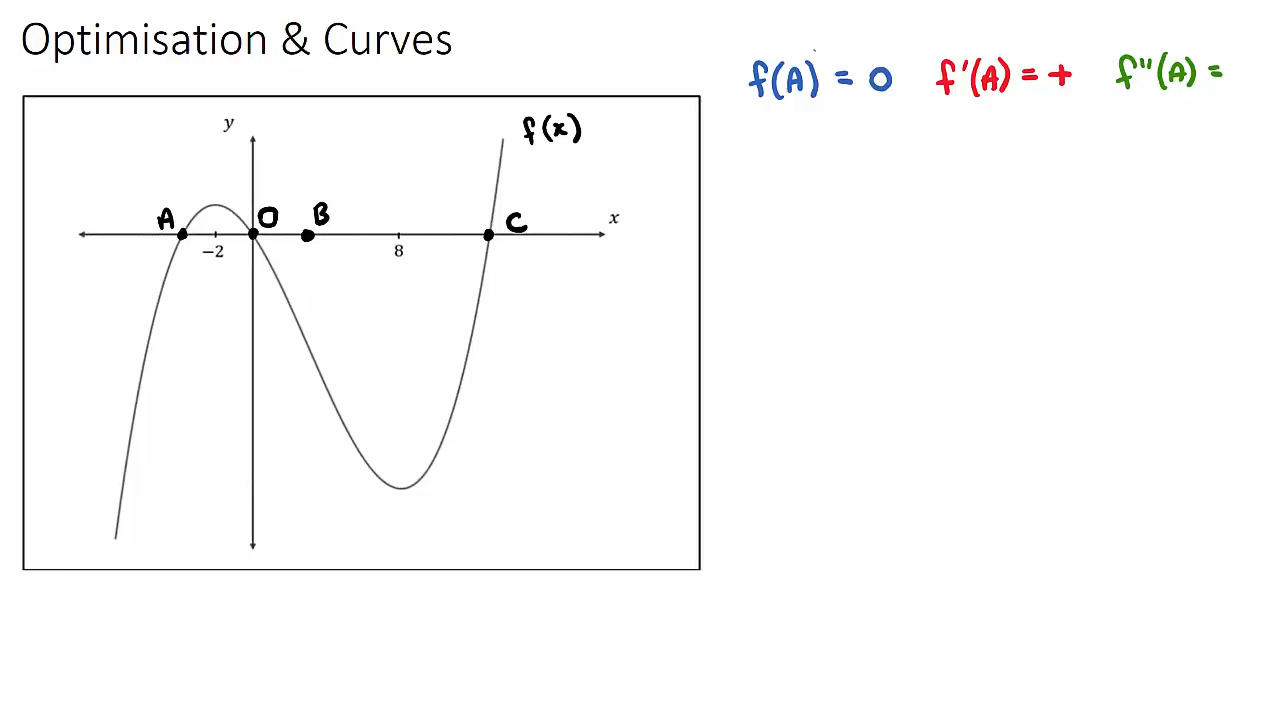 Optimisation & Curves
f(A) = 0 f'(A) = + f''(A) =
y
f(x)
A O B C x
−2 8